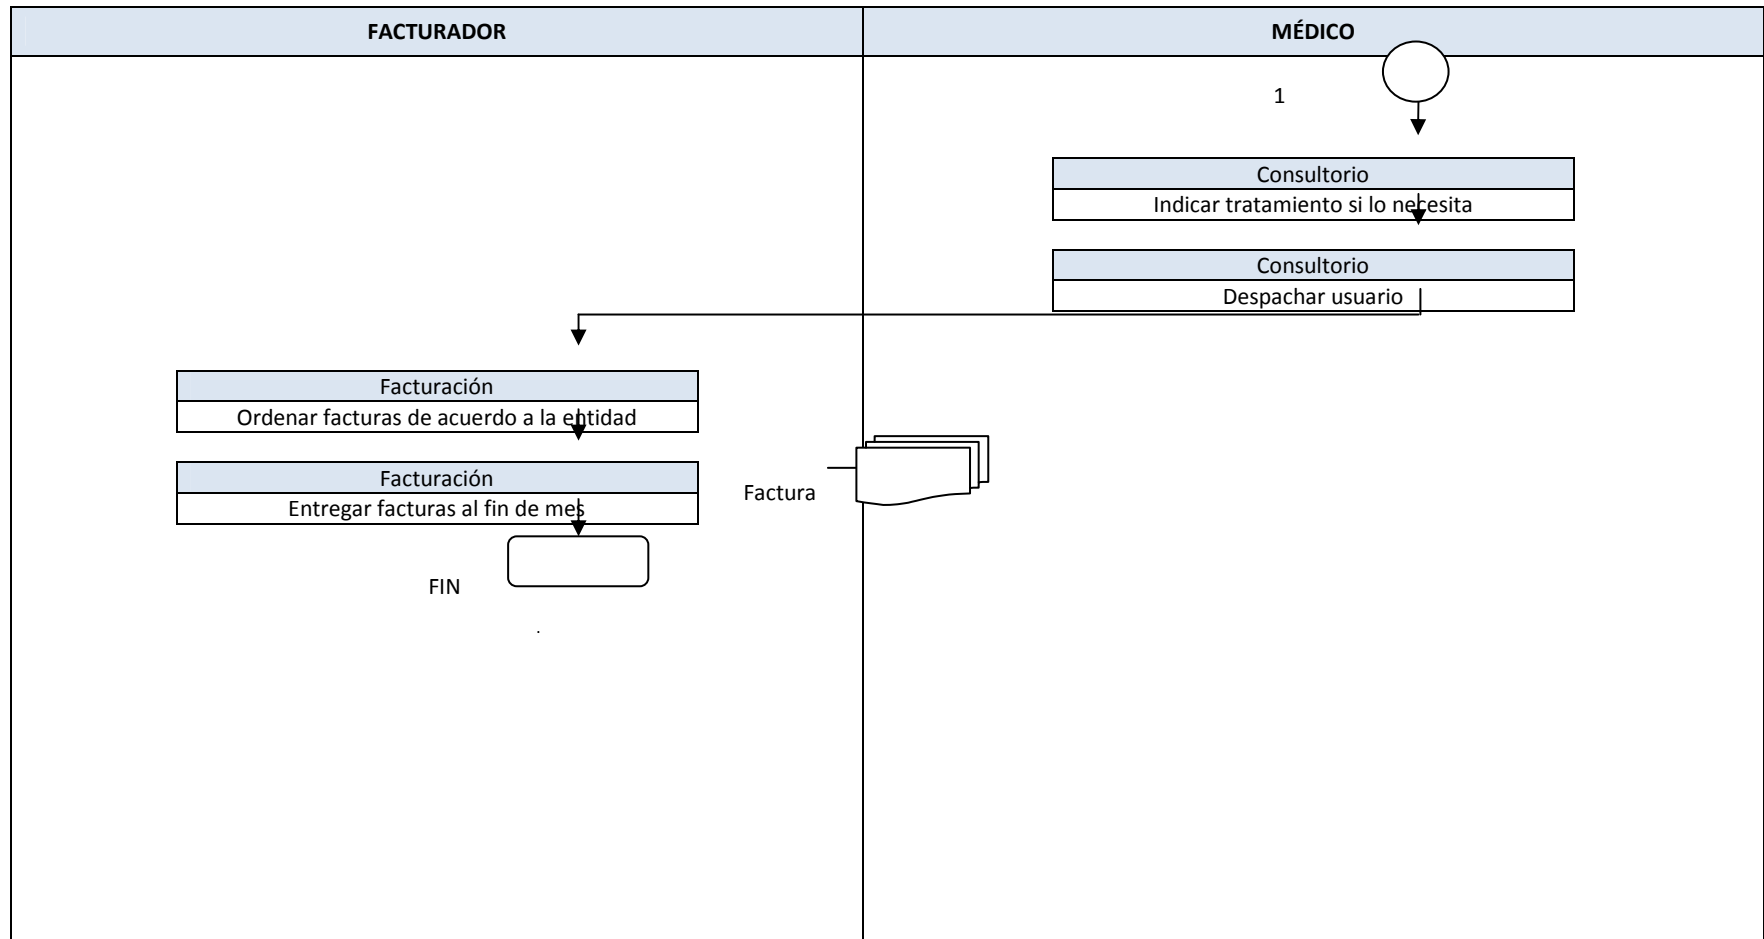 FACTURADOR
MÉDICO
1
Consultorio
Indicar tratamiento si lo necesita
Consultorio
Despachar usuario
Facturación
Ordenar facturas de acuerdo a la entidad
Facturación
Entregar facturas al fin de mes
Factura
FIN
.